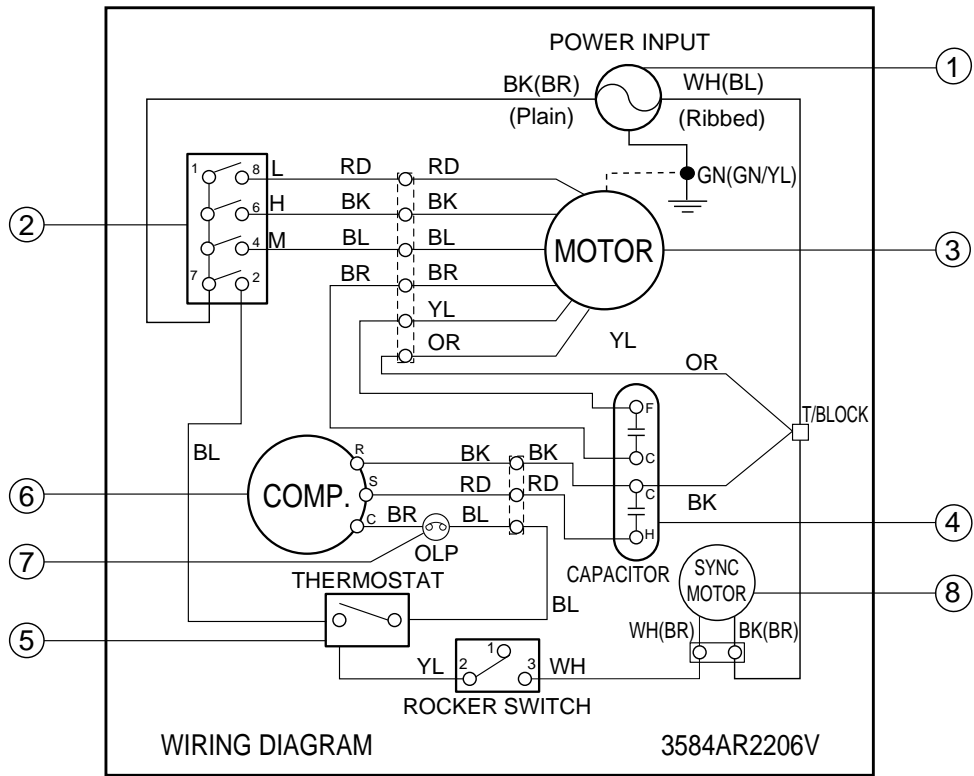 POWER INPUT
1
BK(BR)
WH(BL)
(Plain)
(Ribbed)
1
8
L
RD
RD
GN(GN/YL)
2
6
H
BK
BK
4
M
BL
BL
MOTOR
3
7
2
BR
BR
YL
OR
YL
OR
F
T/BLOCK
BL
R
BK
BK
C
6
COMP.
S
RD
RD
C
BK
C
BR
BL
H
4
7
OLP
CAPACITOR
SYNC
MOTOR
8
THERMOSTAT
BL
WH(BR)
BK(BR)
5
YL
2
1
3
WH
ROCKER SWITCH
WIRING DIAGRAM
3584AR2206V